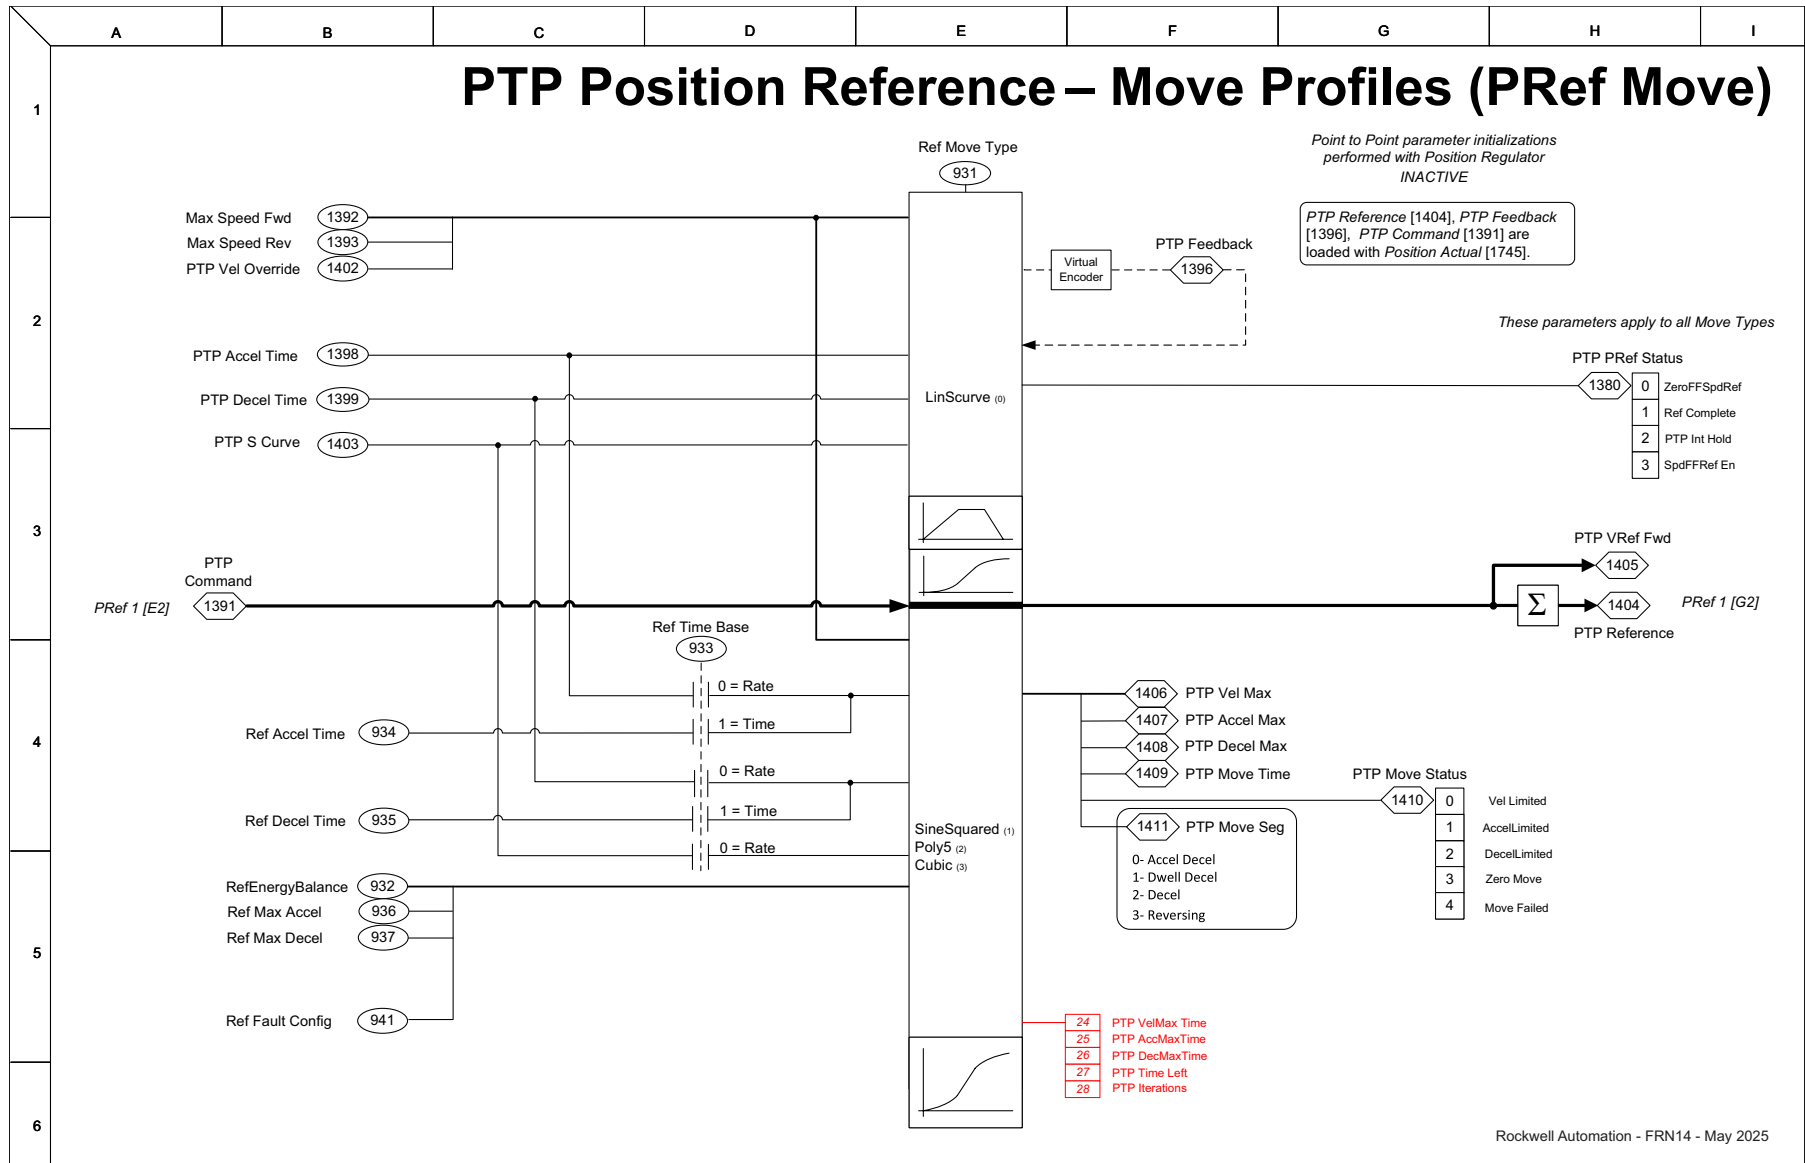 A B C D E F G H I
1
2
3
4
5
6
PTP Position Reference – Move Profiles (PRef Move)
Ref Move Type
931
Point to Point parameter initializations
performed with Position Regulator
INACTIVE
PTP Reference [1404], PTP Feedback
[1396], PTP Command [1391] are
loaded with Position Actual [1745].
Max Speed Fwd 1392
Max Speed Rev 1393
PTP Vel Override 1402
PTP Accel Time 1398
PTP Decel Time 1399
PTP S Curve 1403
Virtual
Encoder
PTP Feedback
1396
LinScurve (0)
These parameters apply to all Move Types
PTP PRef Status
1380 0 ZeroFFSpdRef
1 Ref Complete
2 PTP Int Hold
3 SpdFFRef En
PTP
Command
PRef 1 [E2] 1391
PTP VRef Fwd
1405
Σ 1404 PRef 1 [G2]
PTP Reference
Ref Time Base
933
0 = Rate
Ref Accel Time 934 1 = Time
0 = Rate
Ref Decel Time 935 1 = Time
0 = Rate
SineSquared (1)
Poly5 (2)
Cubic (3)
RefEnergyBalance 932
Ref Max Accel 936
Ref Max Decel 937
Ref Fault Config 941
1406 PTP Vel Max
1407 PTP Accel Max
1408 PTP Decel Max
1409 PTP Move Time
1411 PTP Move Seg
0- Accel Decel
1- Dwell Decel
2- Decel
3- Reversing
PTP Move Status
1410 0 Vel Limited
1 AccelLimited
2 DecelLimited
3 Zero Move
4 Move Failed
24 PTP VelMax Time
25 PTP AccMaxTime
26 PTP DecMaxTime
27 PTP Time Left
28 PTP Iterations
Rockwell Automation - FRN14 - May 2025